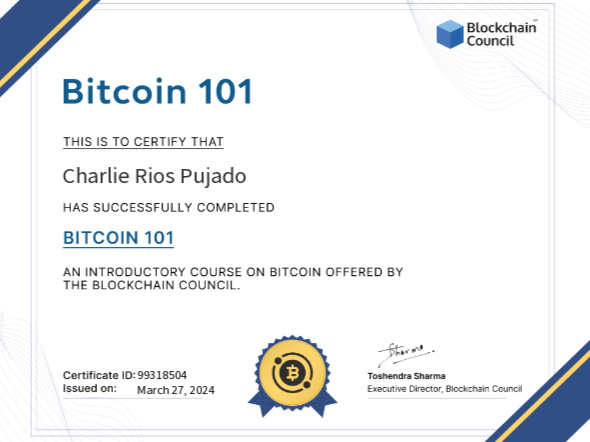 Blockchain
Council
Bitcoin 101
THIS IS TO CERTIFY THAT
Charlie Rios Pujado
HAS SUCCESSFULLY COMPLETED
BITCOIN 101
AN INTRODUCTORY COURSE ON BITCOIN OFFERED BY
THE BLOCKCHAIN COUNCIL.
Sharma
Certificate ID: 99318504
Toshendra Sharma
Issued on: March 27, 2024
Executive Director, Blockchain Council